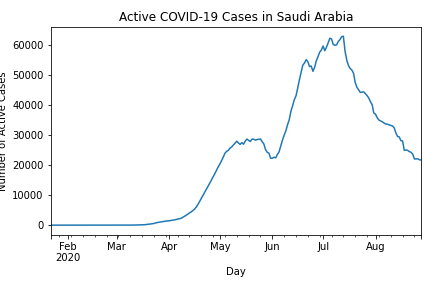 Active COVID-19 Cases in Saudi Arabia
Number of Active Cases
60000
50000
40000
30000
20000
10000
0
Feb Mar Apr May Jun Jul Aug
2020
Day